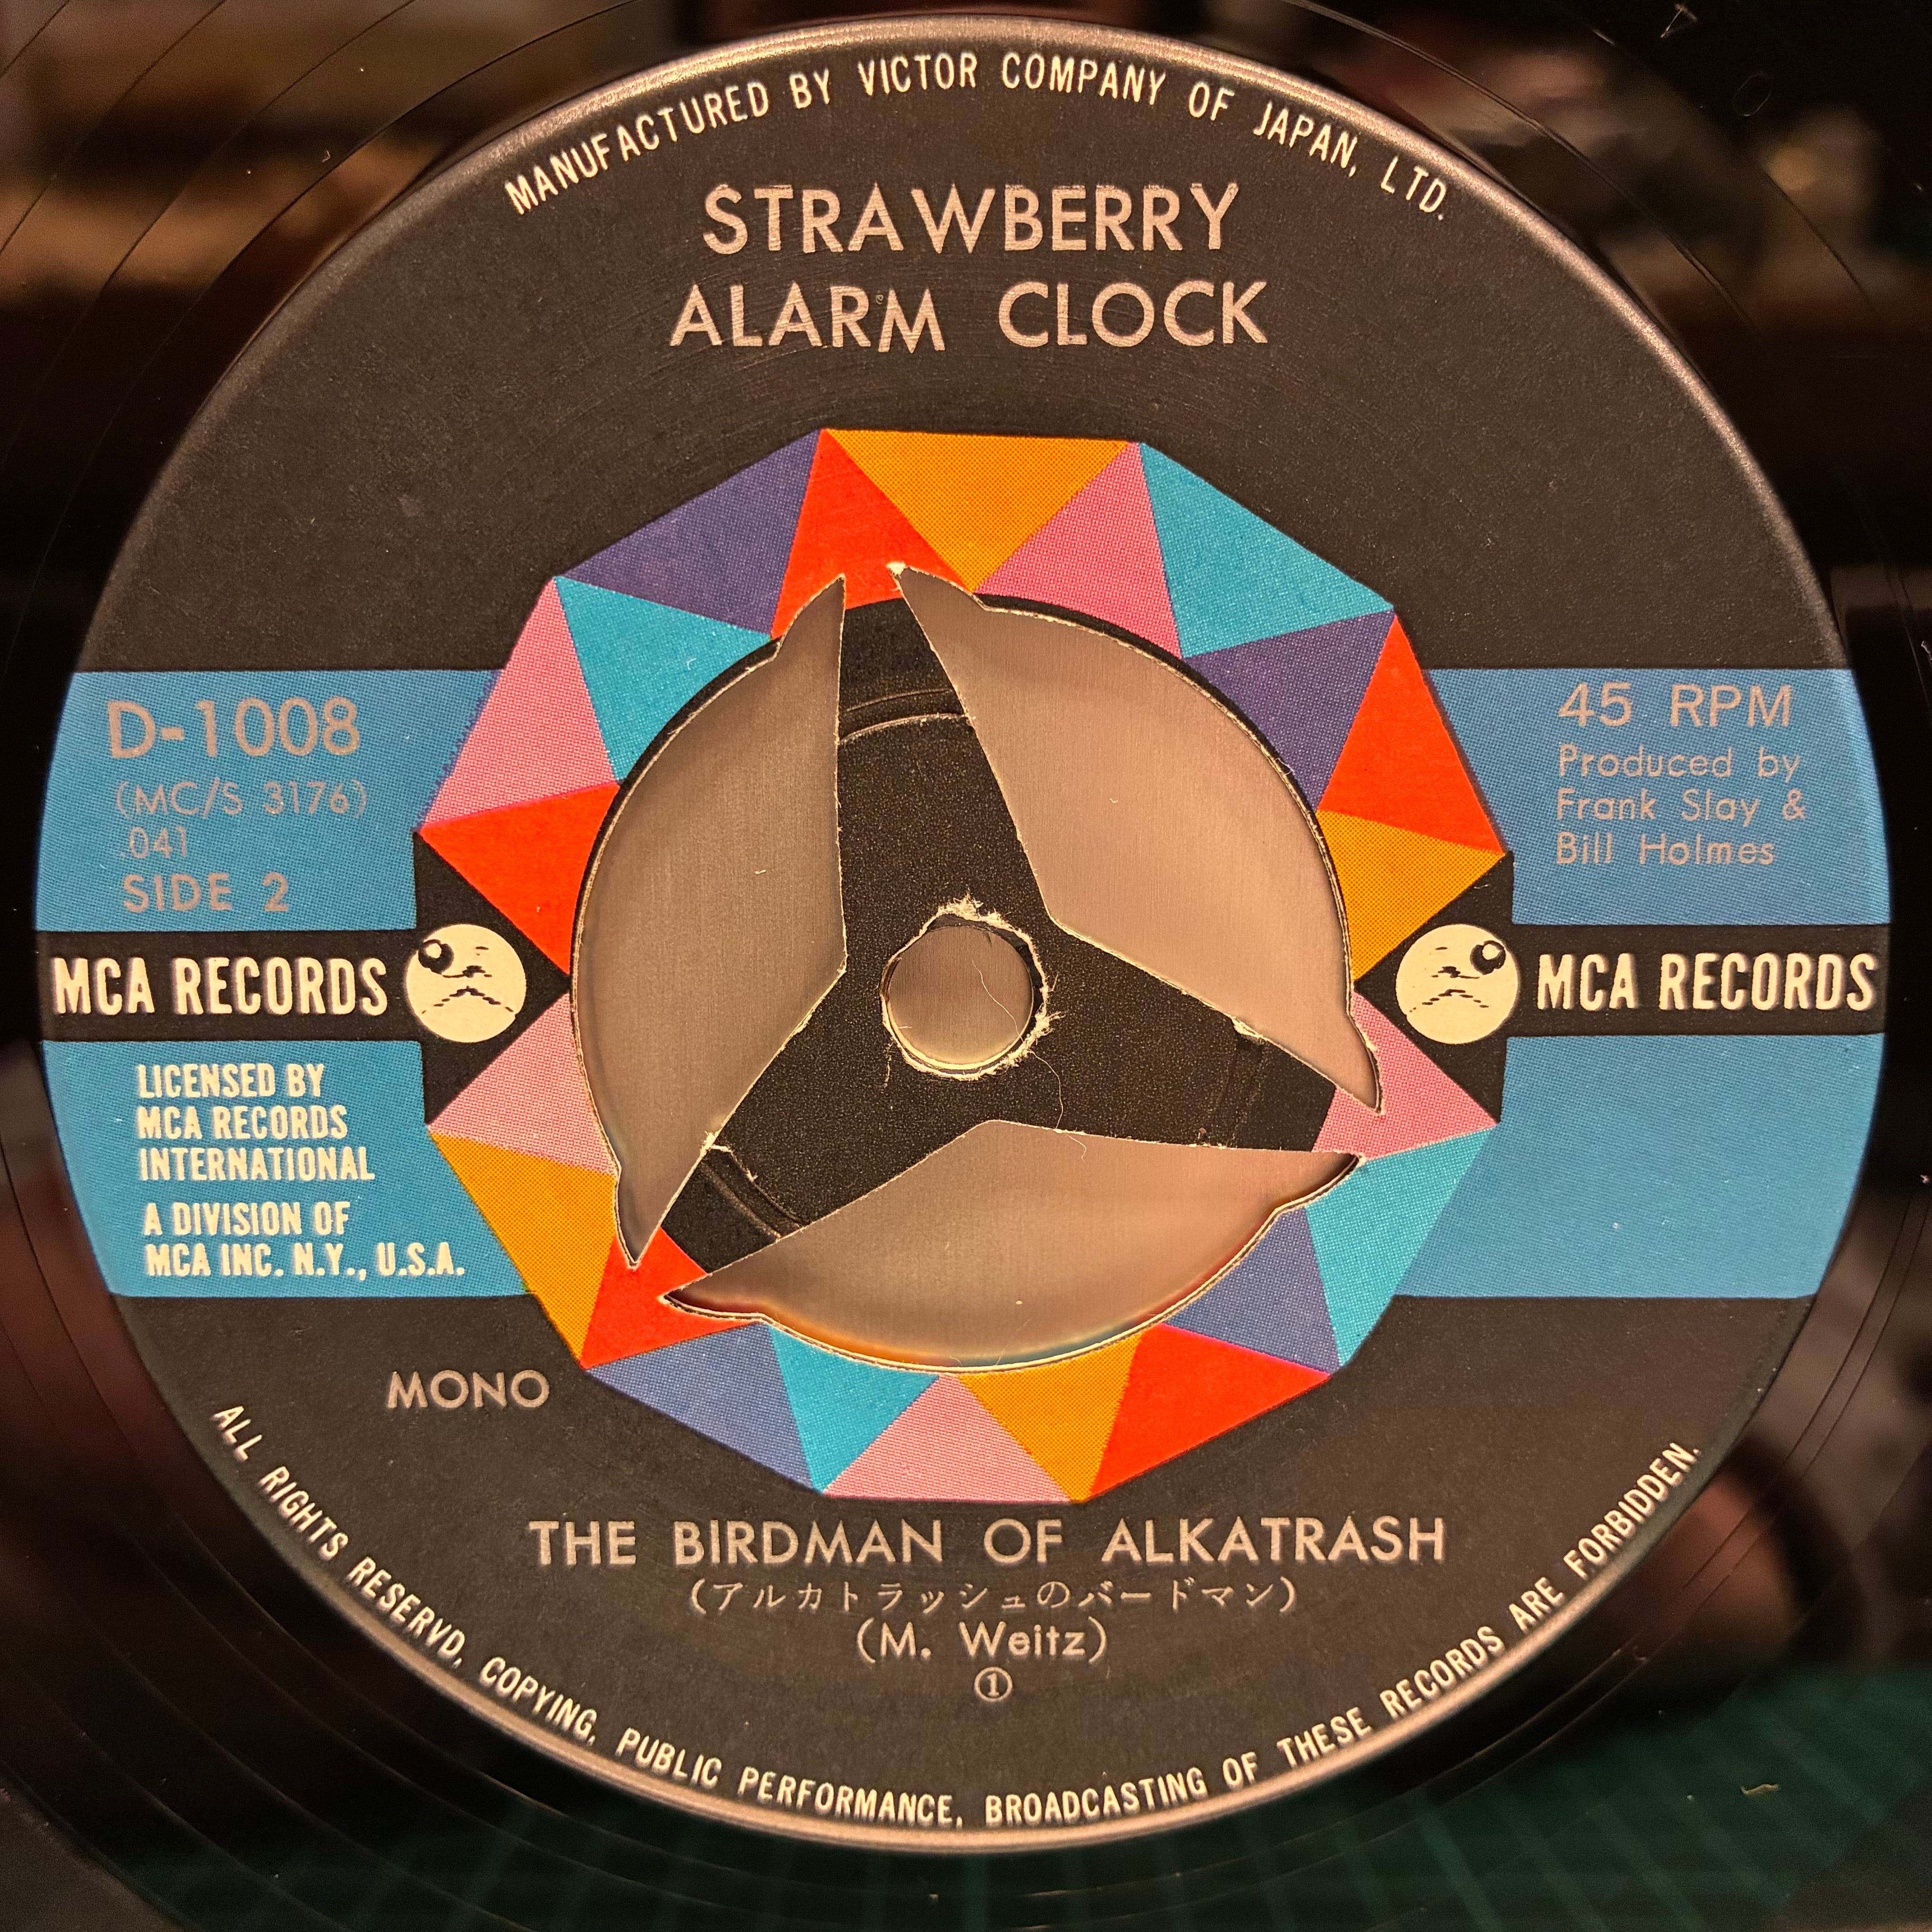 MANUFACTURED BY VICTOR COMPANY OF JAPAN, LTD.
STRAWBERRY
ALARM CLOCK
D-1008
(MC/S 3176)
.041
SIDE 2
45 RPM
Produced by
Frank Slay &
Bill Holmes
MCA RECORDS
MCA RECORDS
LICENSED BY
MCA RECORDS
INTERNATIONAL
A DIVISION OF
MCA INC. N.Y., U.S.A.
MONO
THE BIRDMAN OF ALKATRASH
(アルカトラッシュのバードマン)
(M. Weitz)
①
ALL RIGHTS RESERVD. COPYING, PUBLIC PERFORMANCE, BROADCASTING OF THESE RECORDS ARE FORBIDDEN.